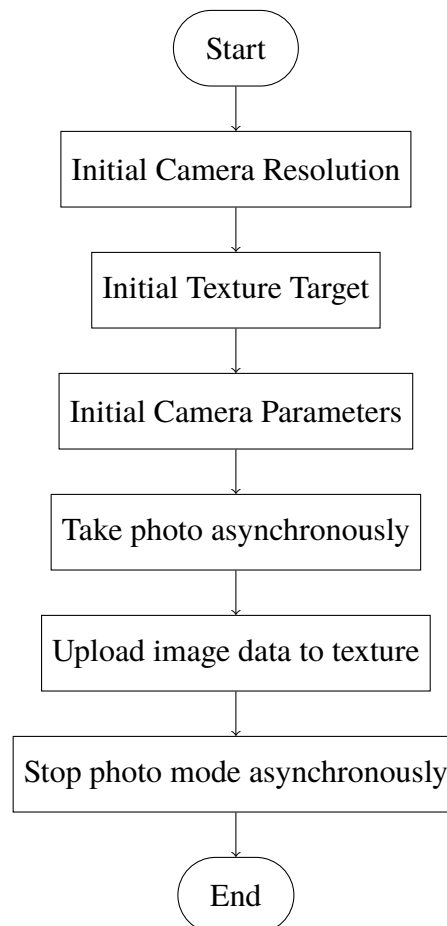 Start
Initial Camera Resolution
Initial Texture Target
Initial Camera Parameters
Take photo asynchronously
Upload image data to texture
Stop photo mode asynchronously
End